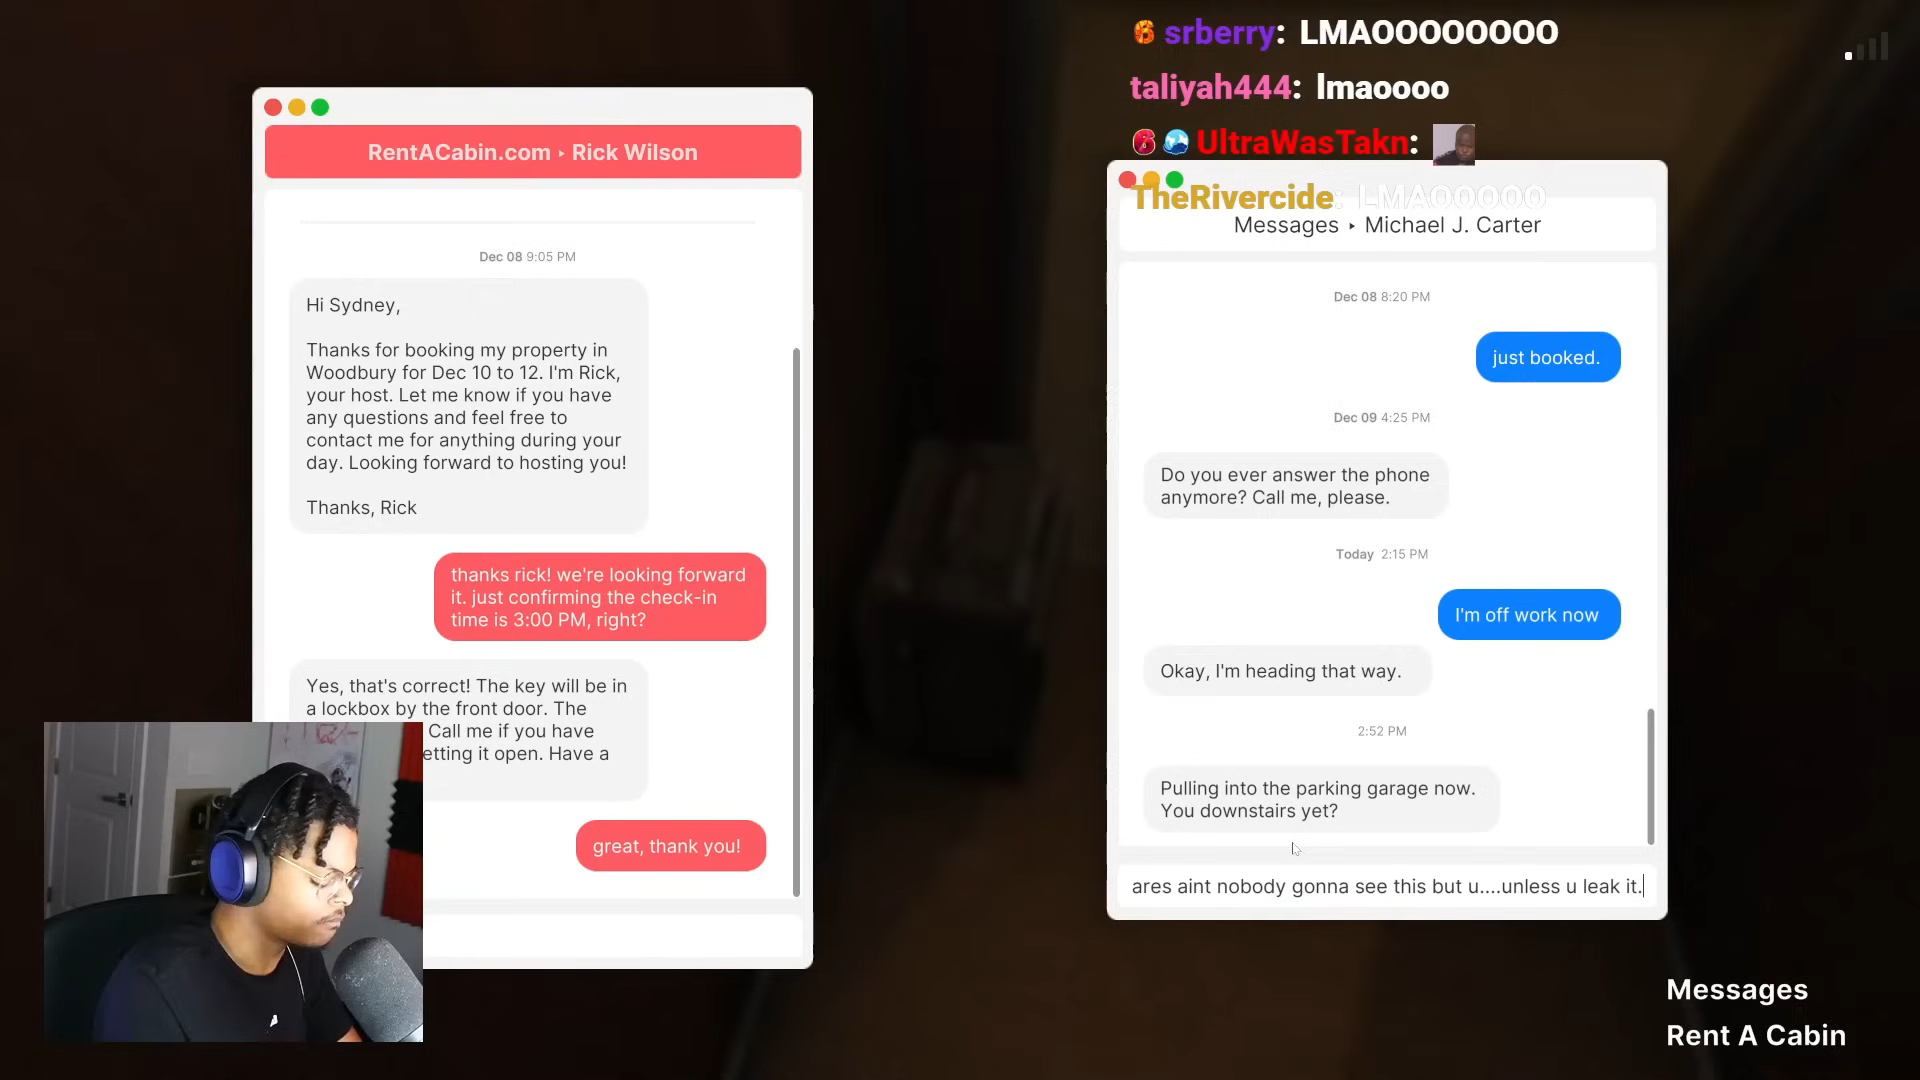 srberry: LMAOOOOOOOO
taliyah444: lmaoooo
UltraWasTakn:
TheRivercide: LMAOOOOO
RentACabin.com ‣ Rick Wilson
Dec 08 9:05 PM
Hi Sydney,
Thanks for booking my property in
Woodbury for Dec 10 to 12. I'm Rick,
your host. Let me know if you have
any questions and feel free to
contact me for anything during your
day. Looking forward to hosting you!
Thanks, Rick
thanks rick! we're looking forward
it. just confirming the check-in
time is 3:00 PM, right?
Yes, that's correct! The key will be in
a lockbox by the front door. The
Call me if you have
etting it open. Have a
great, thank you!
Messages ‣ Michael J. Carter
Dec 08 8:20 PM
just booked.
Dec 09 4:25 PM
Do you ever answer the phone
anymore? Call me, please.
Today 2:15 PM
I'm off work now
Okay, I'm heading that way.
2:52 PM
Pulling into the parking garage now.
You downstairs yet?
ares aint nobody gonna see this but u....unless u leak it.
Messages
Rent A Cabin